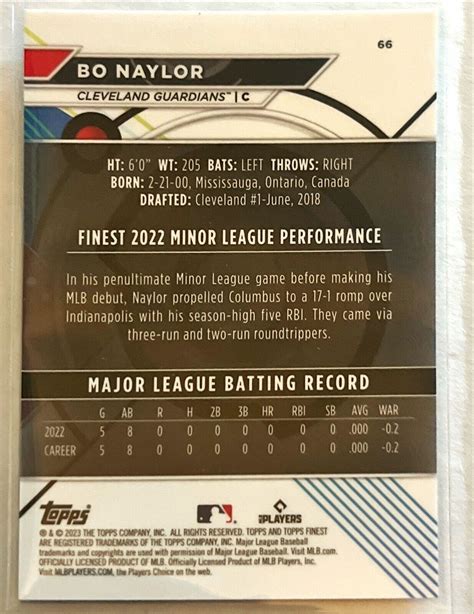 66
BO NAYLOR
CLEVELAND GUARDIANS™ | C
HT: 6'0" WT: 205 BATS: LEFT THROWS: RIGHT
BORN: 2-21-00, Mississauga, Ontario, Canada
DRAFTED: Cleveland #1-June, 2018
FINEST 2022 MINOR LEAGUE PERFORMANCE
In his penultimate Minor League game before making his
MLB debut, Naylor propelled Columbus to a 17-1 romp over
Indianapolis with his season-high five RBI. They came via
three-run and two-run roundtrippers.
MAJOR LEAGUE BATTING RECORD
G AB R H 2B 3B HR RBI SB AVG WAR
2022 5 8 0 0 0 0 0 0 0 .000 -0.2
CAREER 5 8 0 0 0 0 0 0 0 .000 -0.2
topps
PLAYERS
® & © 2023 THE TOPPS COMPANY, INC. ALL RIGHTS RESERVED. TOPPS AND TOPPS FINEST
ARE REGISTERED TRADEMARKS OF THE TOPPS COMPANY, INC. Major League Baseball
trademarks and copyrights are used with permission of Major League Baseball. Visit MLB.com.
OFFICIALLY LICENSED PRODUCT OF MLB. Officially Licensed Product of MLB Players, Inc.
Visit MLBPLAYERS.com, the Players Choice on the web.